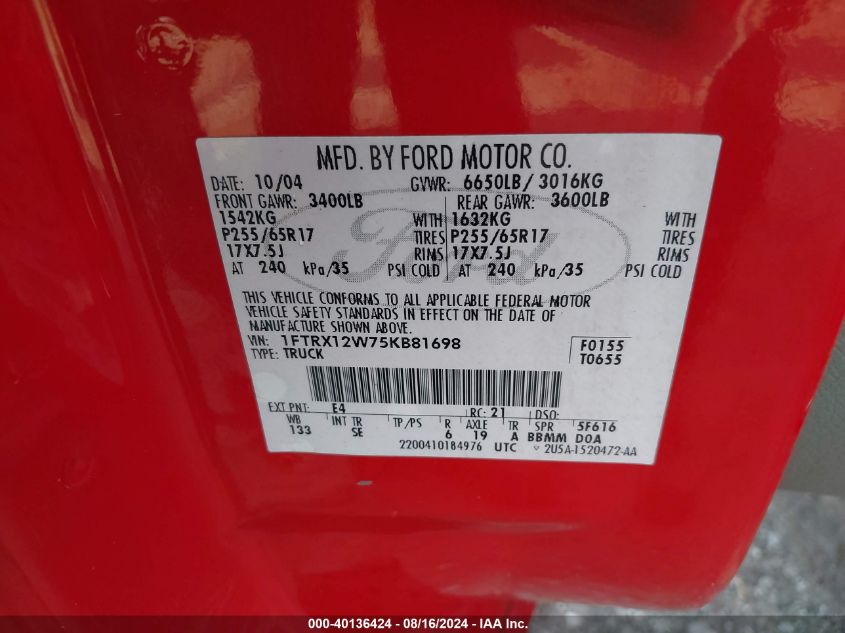 MFD. BY FORD MOTOR CO.
DATE: 10/04 GVWR: 6650LB/ 3016KG
FRONT GAWR: 3400LB REAR GAWR: 3600LB
1542KG WITH 1632KG WITH
P255/65R17 TIRES P255/65R17 TIRES
17X7.5J RIMS 17X7.5J RIMS
AT 240 kPa/35 PSI COLD AT 240 kPa/35 PSI COLD
Ford
THIS VEHICLE CONFORMS TO ALL APPLICABLE FEDERAL MOTOR
VEHICLE SAFETY STANDARDS IN EFFECT ON THE DATE OF
MANUFACTURE SHOWN ABOVE.
VIN: 1FTRX12W75KB81698 F0155
TYPE: TRUCK T0655
EXT PNT: E4 RC: 21 DSO:
WB INT TR TP/PS R AXLE TR SPR 5F616
133 SE 6 19 A BBMM DOA
2200410184976 UTC 2U5A-1520472-AA
000-40136424 - 08/16/2024 - IAA Inc.